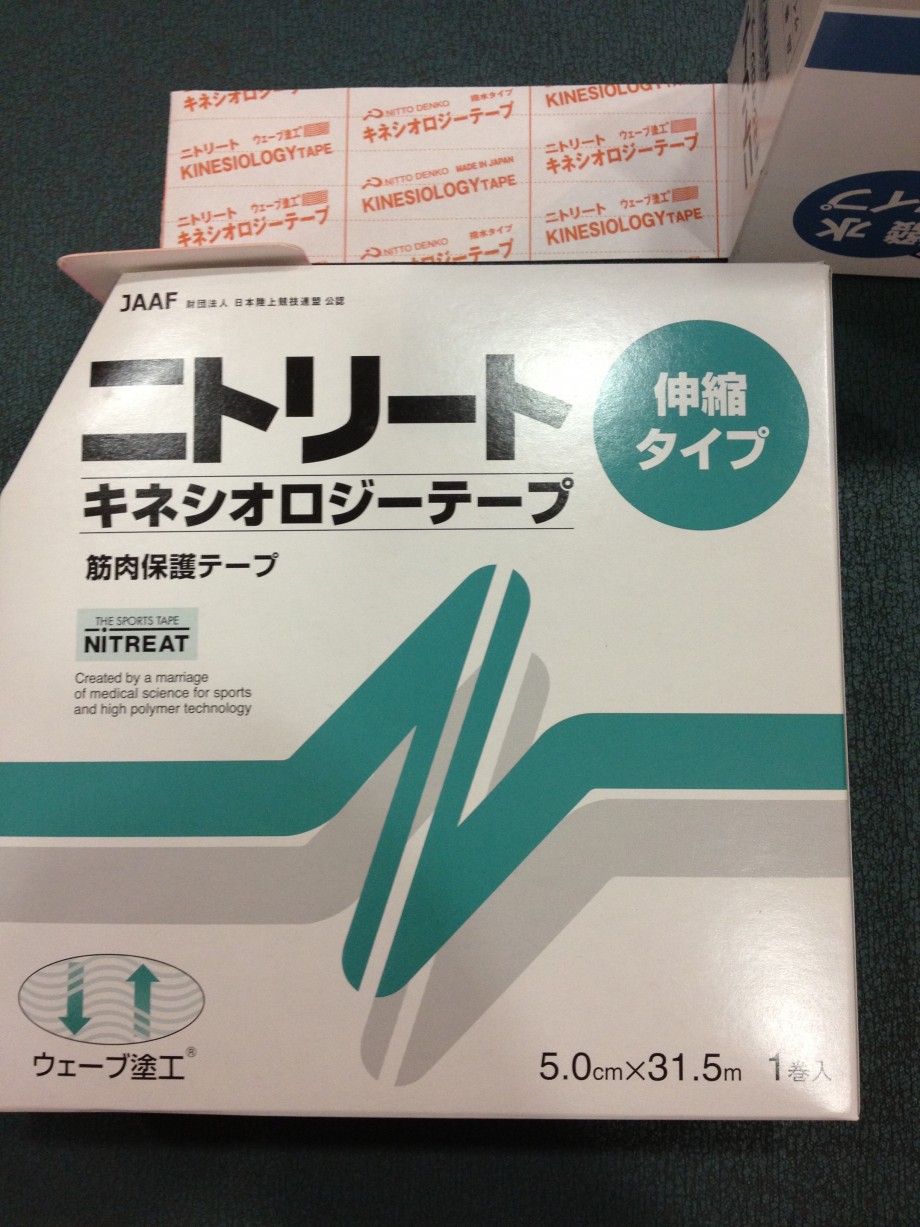 キネシオロジーテープ
ニトリート ウェーブ塗工
KINESIOLOGY TAPE
ニトリート ウェーブ塗工
キネシオロジーテープ
NITTO DENKO 撥水タイプ
キネシオロジーテープ
NITTO DENKO MADE IN JAPAN
KINESIOLOGY TAPE
NITTO DENKO 撥水タイプ
キネシオロジーテープ
KINESIOLOGY TAPE
ニトリート ウェーブ塗工
キネシオロジーテープ
ニトリート ウェーブ塗工
KINESIOLOGY TAPE
撥水
タイプ
JAAF 財団法人 日本陸上競技連盟 公認
ニトリート
キネシオロジーテープ
伸縮
タイプ
筋肉保護テープ
THE SPORTS TAPE
NiTREAT
Created by a marriage
of medical science for sports
and high polymer technology
ウェーブ塗工®
5.0cm×31.5m 1巻入